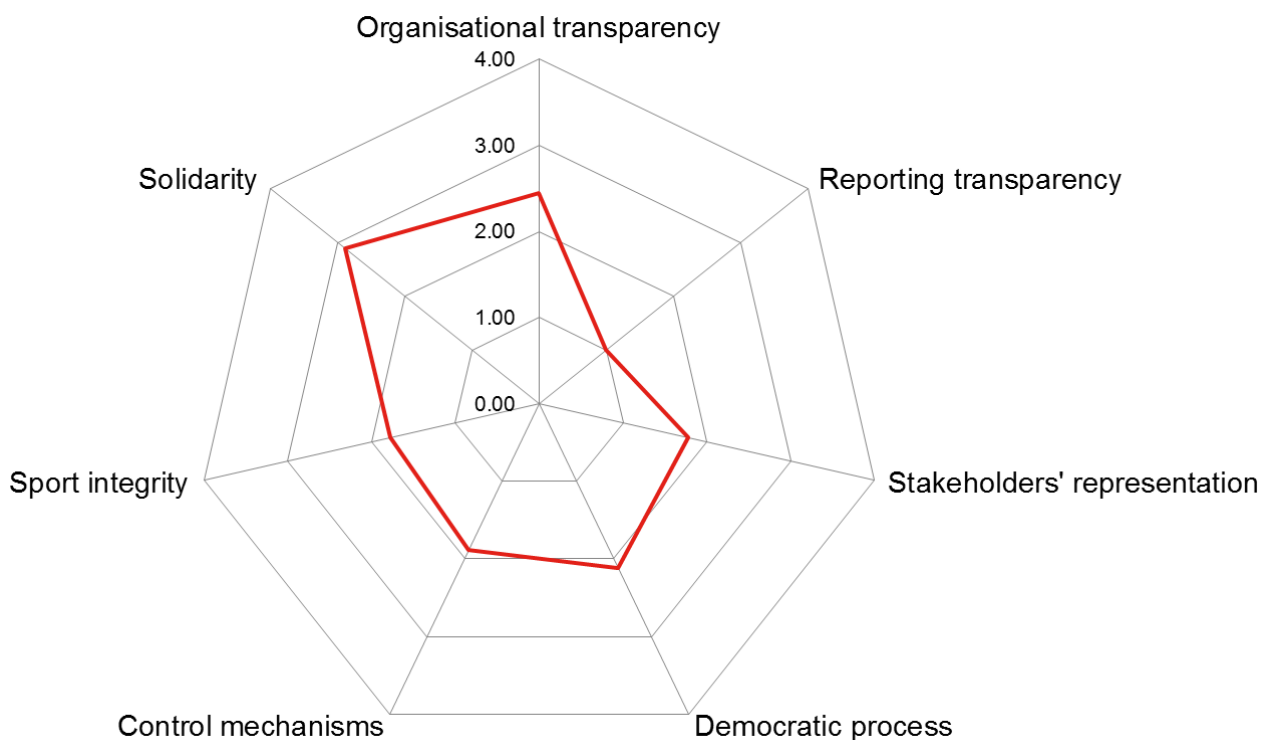 Organisational transparency
4.00
3.00
Solidarity
Reporting transparency
2.00
1.00
0.00
Sport integrity
Stakeholders' representation
Control mechanisms
Democratic process